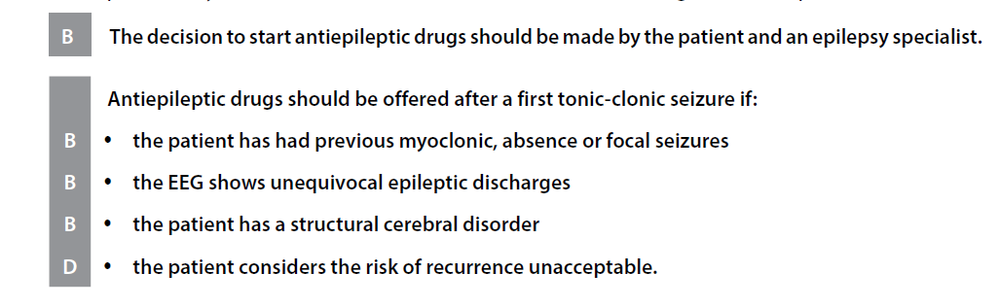 B The decision to start antiepileptic drugs should be made by the patient and an epilepsy specialist.
Antiepileptic drugs should be offered after a first tonic-clonic seizure if:
B • the patient has had previous myoclonic, absence or focal seizures
B • the EEG shows unequivocal epileptic discharges
B • the patient has a structural cerebral disorder
D • the patient considers the risk of recurrence unacceptable.